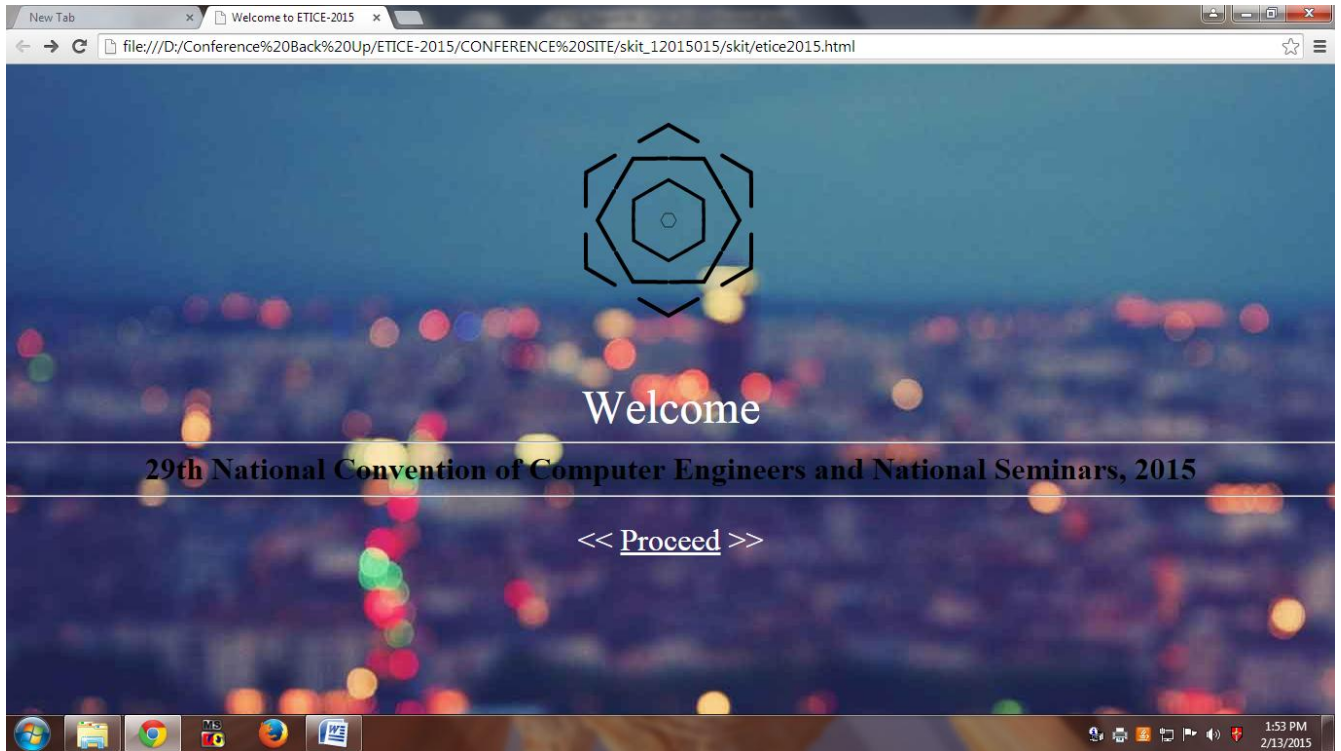 New Tab
Welcome to ETICE-2015
file:///D:/Conference%20Back%20Up/ETICE-2015/CONFERENCE%20SITE/skit_12015015/skit/etice2015.html
Welcome
29th National Convention of Computer Engineers and National Seminars, 2015
<< Proceed >>
MS
1:53 PM
2/13/2015